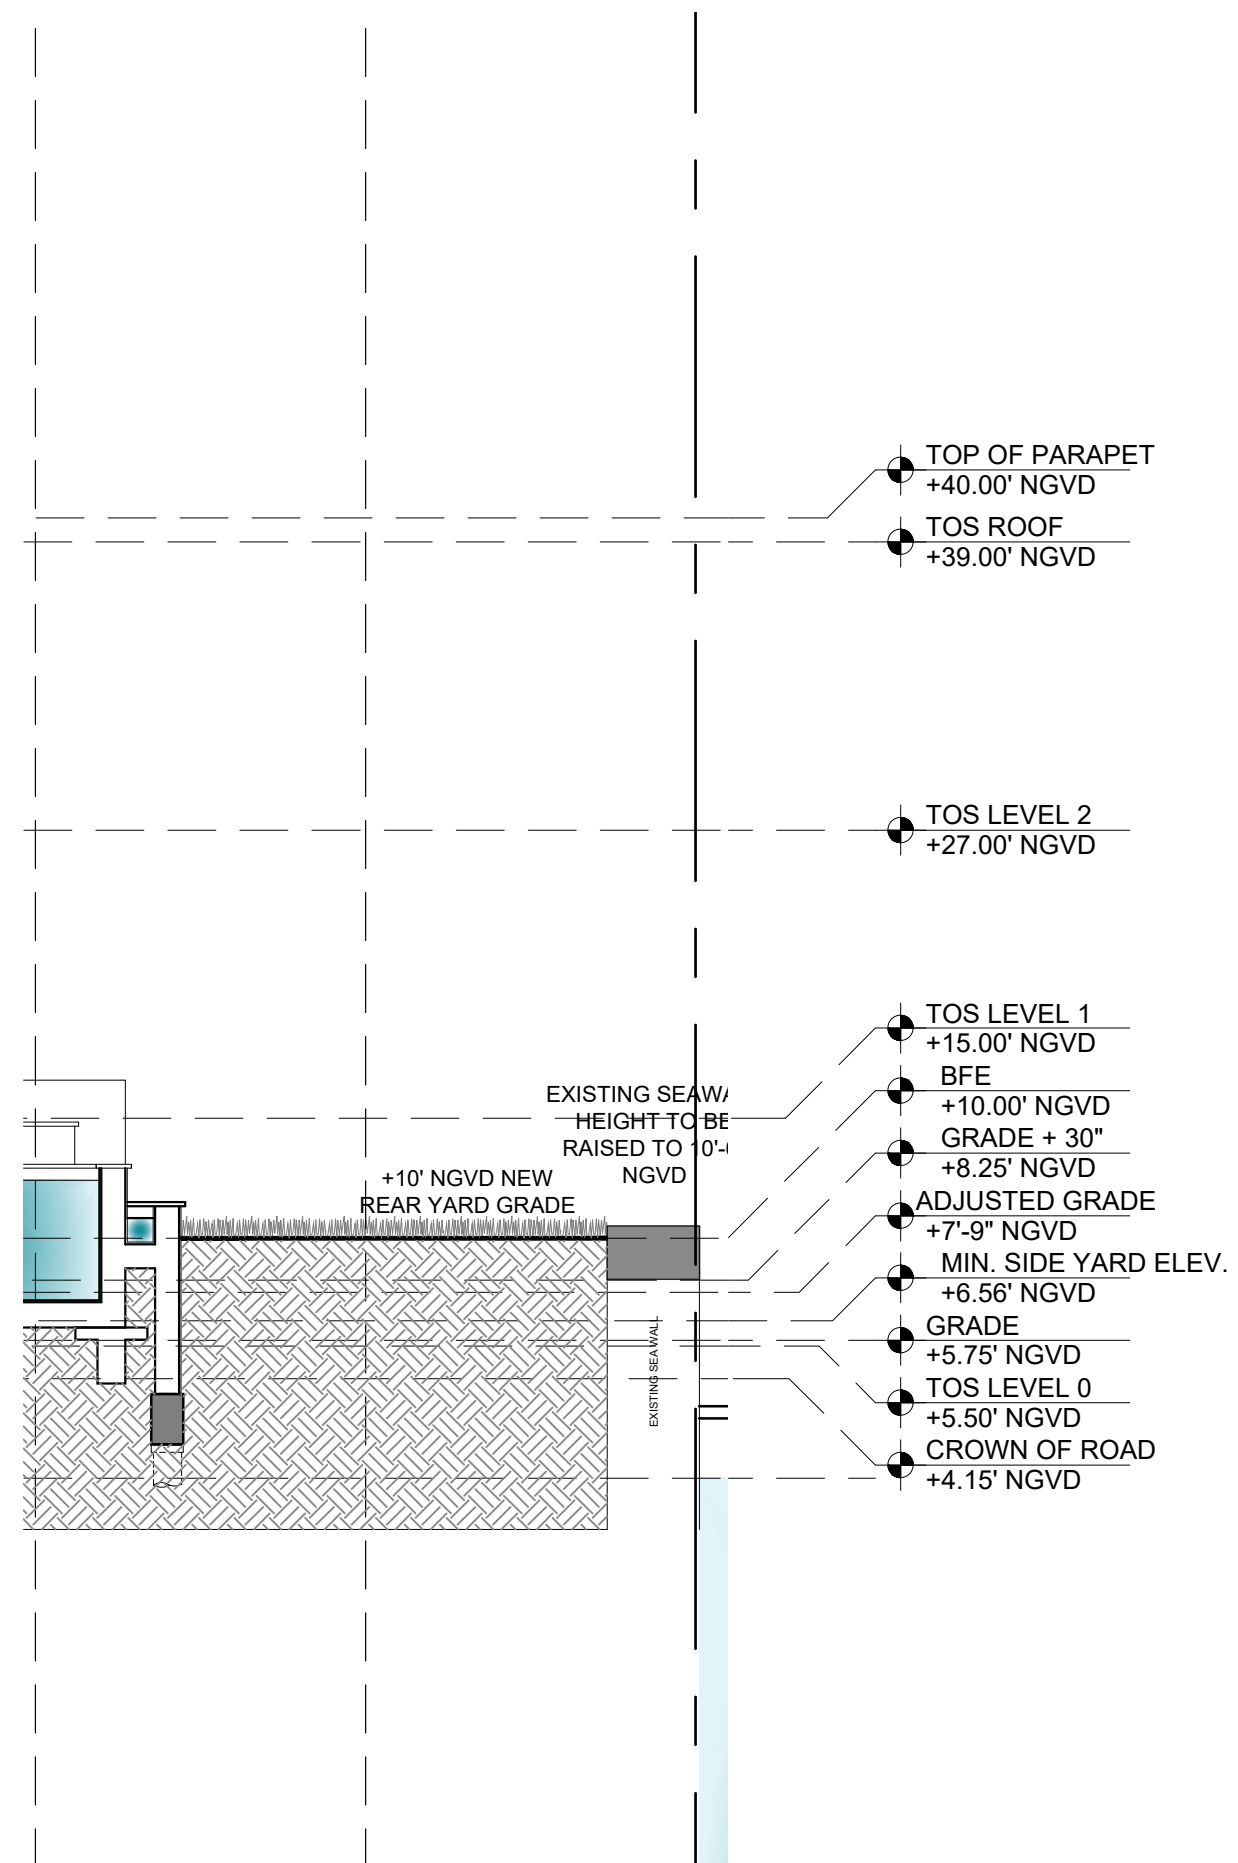 TOP OF PARAPET
+40.00' NGVD
TOS ROOF
+39.00' NGVD
TOS LEVEL 2
+27.00' NGVD
TOS LEVEL 1
+15.00' NGVD
BFE
+10.00' NGVD
GRADE + 30"
+8.25' NGVD
ADJUSTED GRADE
+7'-9" NGVD
MIN. SIDE YARD ELEV.
+6.56' NGVD
GRADE
+5.75' NGVD
TOS LEVEL 0
+5.50' NGVD
CROWN OF ROAD
+4.15' NGVD
EXISTING
HEIGHT TO BE
RAISED TO
NGVD
+10' NGVD NEW
REAR YARD GRADE
EXISTING SEA WALL